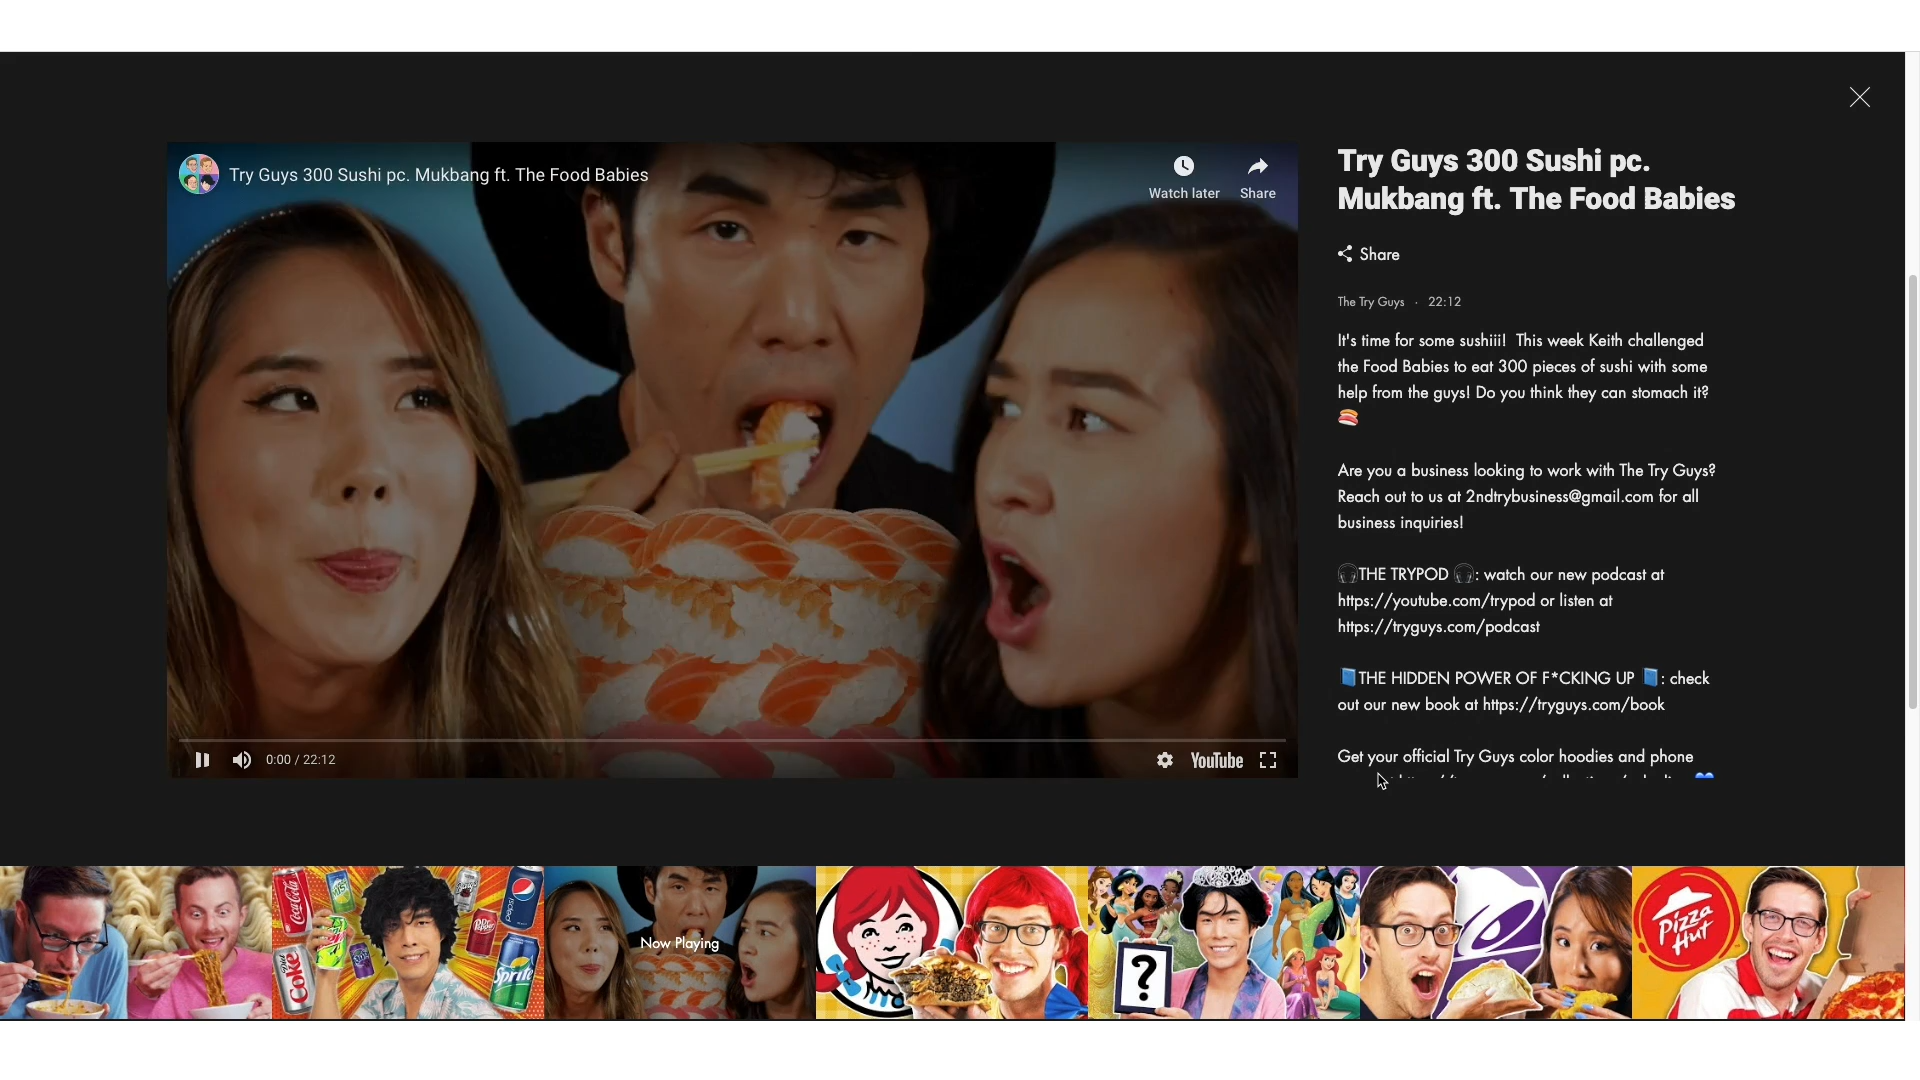 Try Guys 300 Sushi pc. Mukbang ft. The Food Babies
Watch later
Share
0:00 / 22:12
YouTube
Try Guys 300 Sushi pc.
Mukbang ft. The Food Babies
Share
The Try Guys · 22:12
It's time for some sushiii! This week Keith challenged
the Food Babies to eat 300 pieces of sushi with some
help from the guys! Do you think they can stomach it?
🍣
Are you a business looking to work with The Try Guys?
Reach out to us at 2ndtrybusiness@gmail.com for all
business inquiries!
🎧THE TRYPOD 🎧: watch our new podcast at
https://youtube.com/trypod or listen at
https://tryguys.com/podcast
📘THE HIDDEN POWER OF F*CKING UP 📘: check
out our new book at https://tryguys.com/book
Get your official Try Guys color hoodies and phone
Coca-Cola
Diet
Coke
Dr Pepper
pepsi
Sprite
Now Playing
?
Pizza
Hut